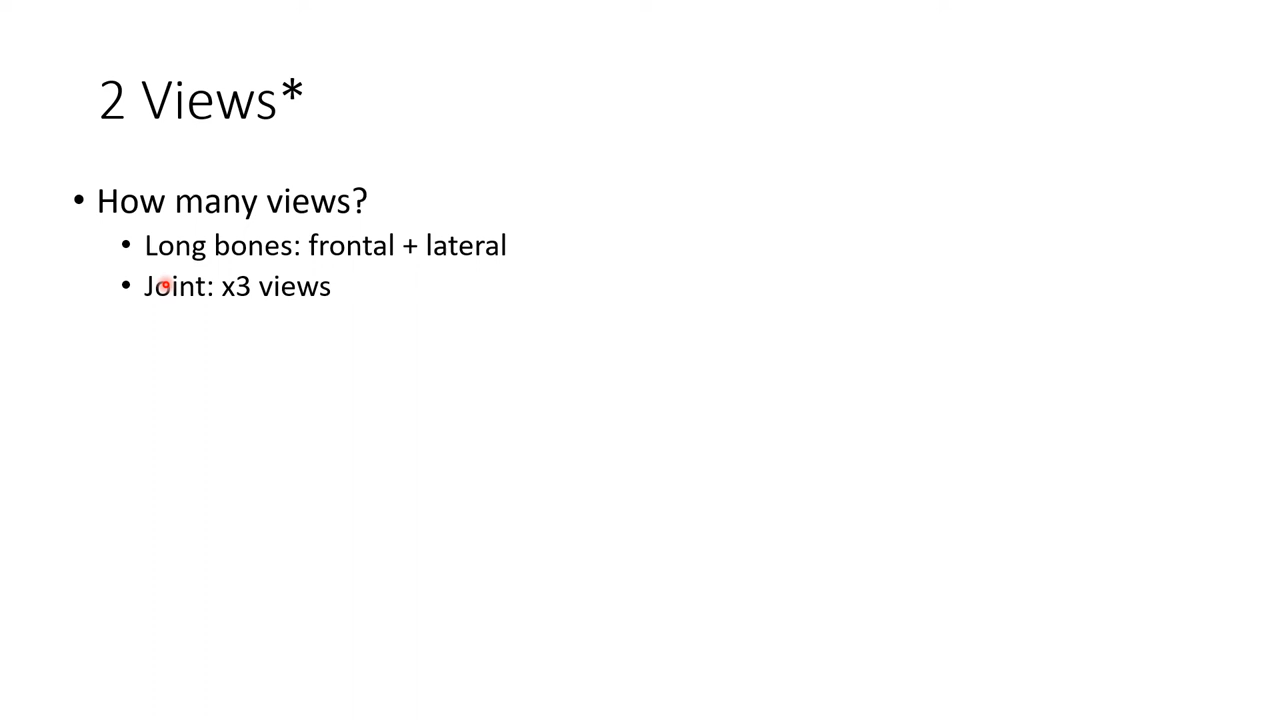 2 Views*
• How many views?
• Long bones: frontal + lateral
• Joint: x3 views